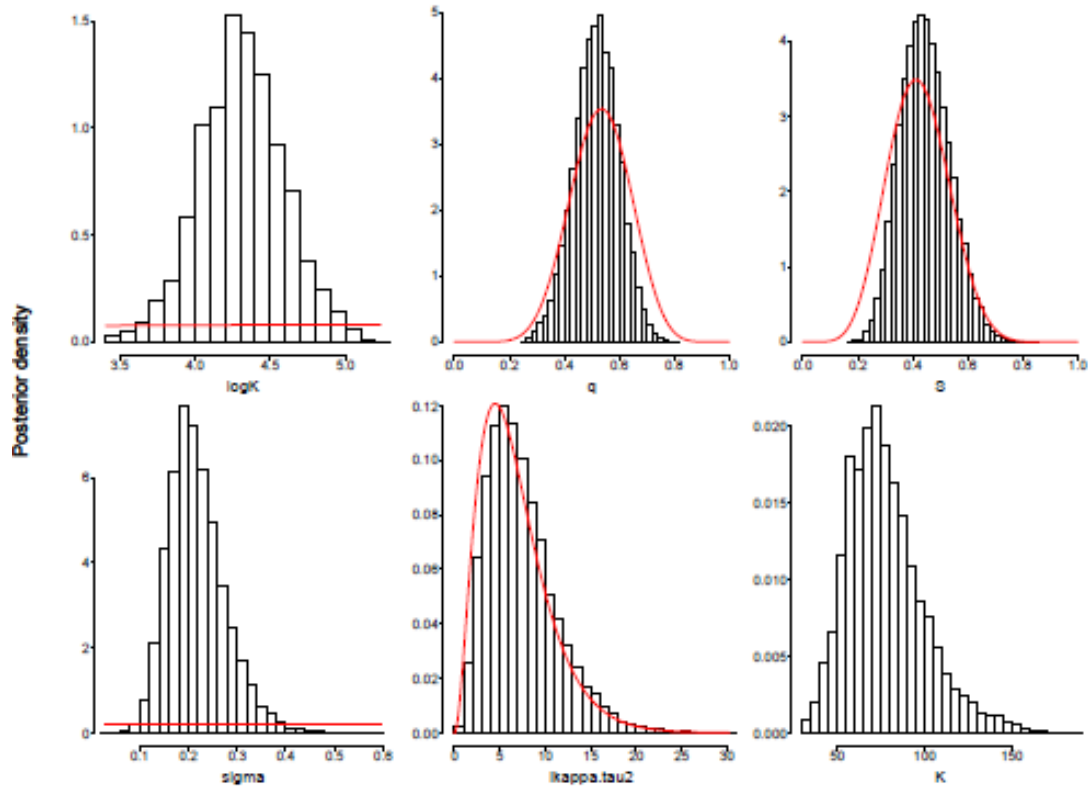 Posterior density
0.0 0.5 1.0 1.5
3.5 4.0 4.5 5.0
logK
0 1 2 3 4 5
0.0 0.2 0.4 0.6 0.8 1.0
q
0 1 2 3 4
0.0 0.2 0.4 0.6 0.8 1.0
S
0 2 4 6
0.1 0.2 0.3 0.4 0.5 0.6
sigma
0.00 0.02 0.04 0.06 0.08 0.10 0.12
0 5 10 15 20 25 30
lkappa.tau2
0.000 0.005 0.010 0.015 0.020
50 100 150
K